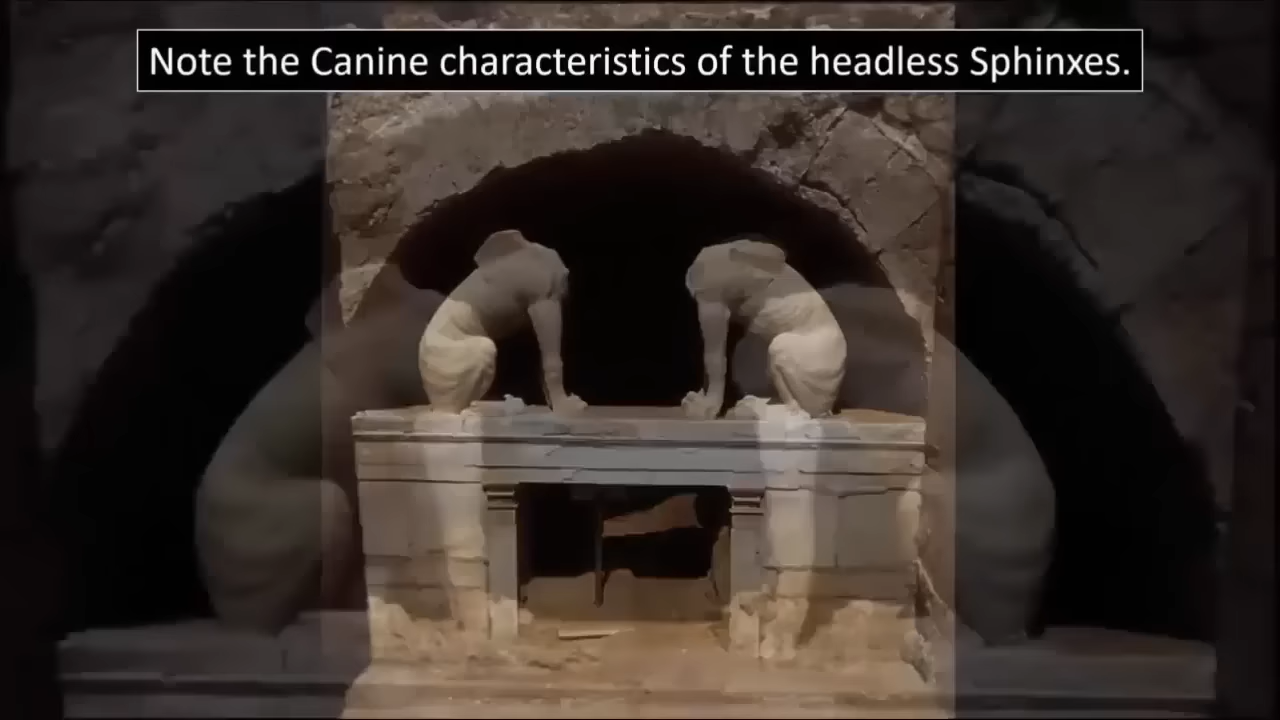 Note the Canine characteristics of the headless Sphinxes.